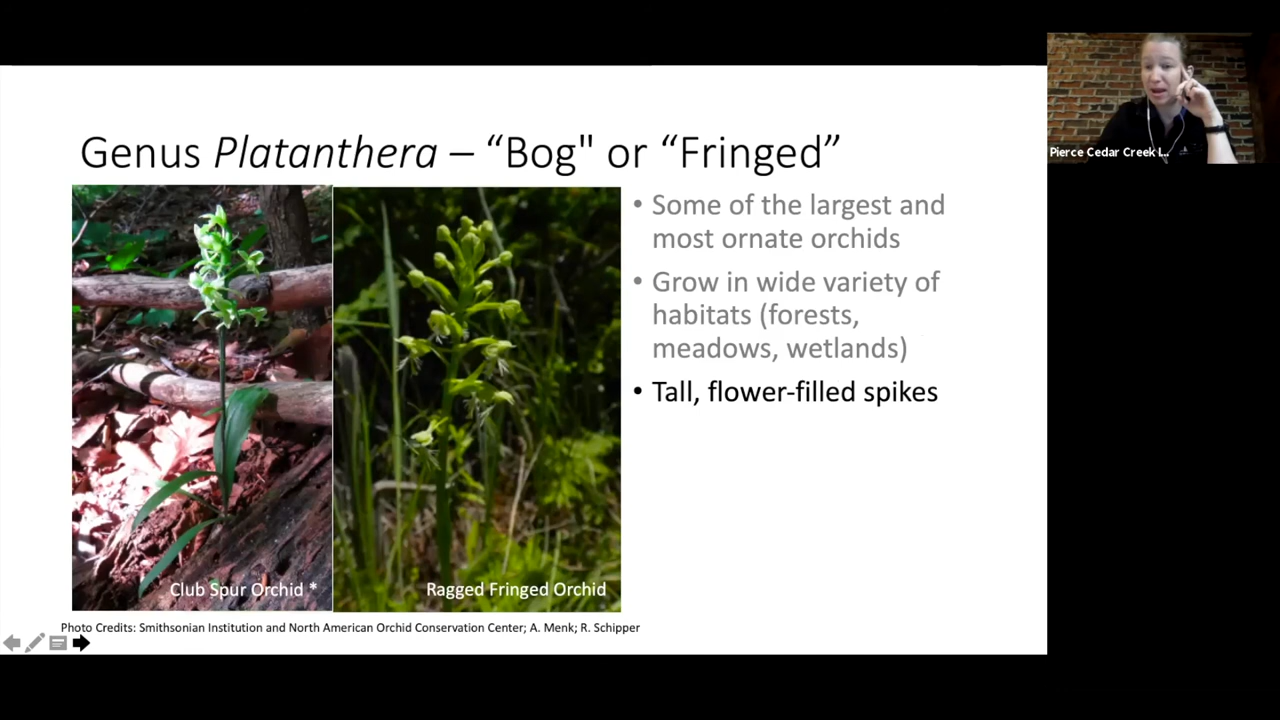 Genus Platanthera – “Bog" or “Fringed”
Pierce Cedar Creek I...
• Some of the largest and
most ornate orchids
• Grow in wide variety of
habitats (forests,
meadows, wetlands)
• Tall, flower-filled spikes
Club Spur Orchid *
Ragged Fringed Orchid
Photo Credits: Smithsonian Institution and North American Orchid Conservation Center; A. Menk; R. Schipper